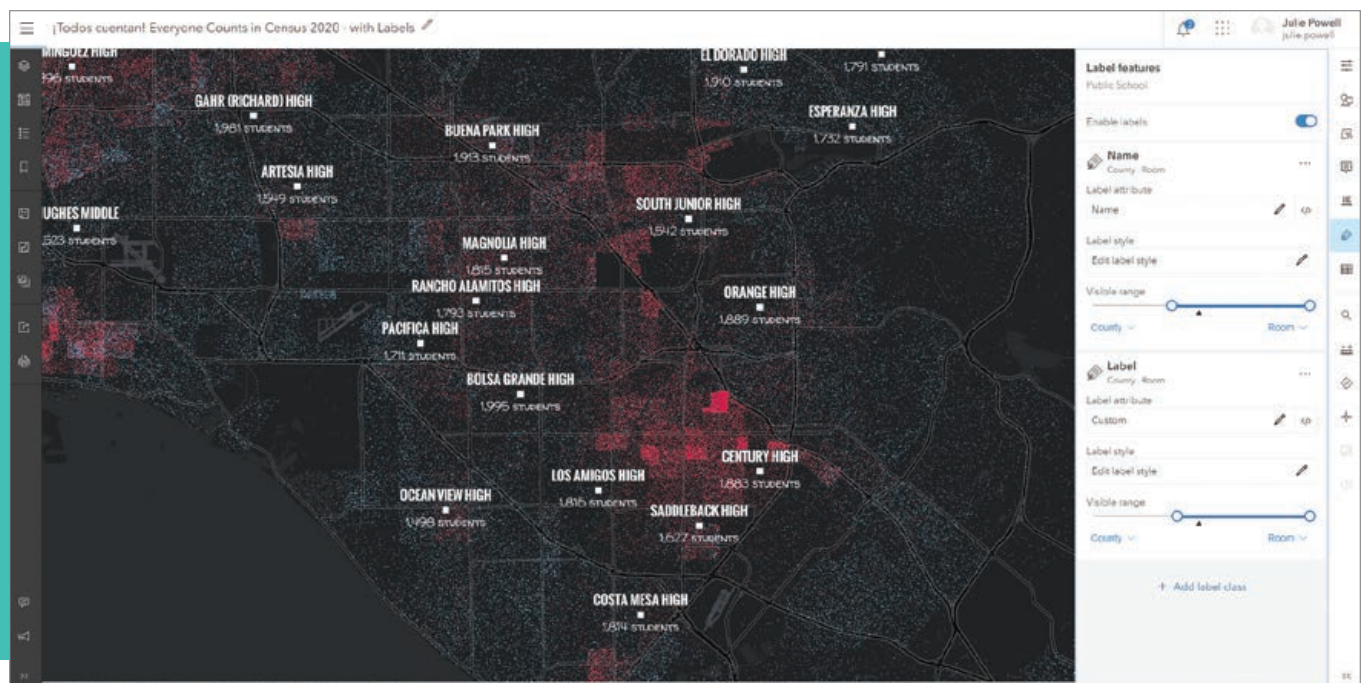 ¡Todos cuentan! Everyone Counts in Census 2020 - with Labels
Julie Powell
julie.powell
MINGUEZ HIGH
STUDENTS
GAHR (RICHARD) HIGH
1,981 STUDENTS
ARTESIA HIGH
1,549 STUDENTS
UGHES MIDDLE
523 STUDENTS
BUENA PARK HIGH
1,913 STUDENTS
EL DORADO HIGH
1,910 STUDENTS
1,791 STUDENTS
ESPERANZA HIGH
1,732 STUDENTS
SOUTH JUNIOR HIGH
1,542 STUDENTS
MAGNOLIA HIGH
1,815 STUDENTS
RANCHO ALAMITOS HIGH
1,793 STUDENTS
PACIFICA HIGH
1,711 STUDENTS
ORANGE HIGH
1,889 STUDENTS
BOLSA GRANDE HIGH
1,995 STUDENTS
CENTURY HIGH
1,883 STUDENTS
LOS AMIGOS HIGH
STUDENTS
OCEAN VIEW HIGH
1,498 STUDENTS
SADDLEBACK HIGH
1,627 STUDENTS
COSTA MESA HIGH
1,814 STUDENTS
Label features
Public School
Enable labels
Name
County - Room
Label attribute
Name
Label style
Edit label style
Visible range
County
Room
Label
County - Room
Label attribute
Custom
Label style
Edit label style
Visible range
County
Room
+ Add label class